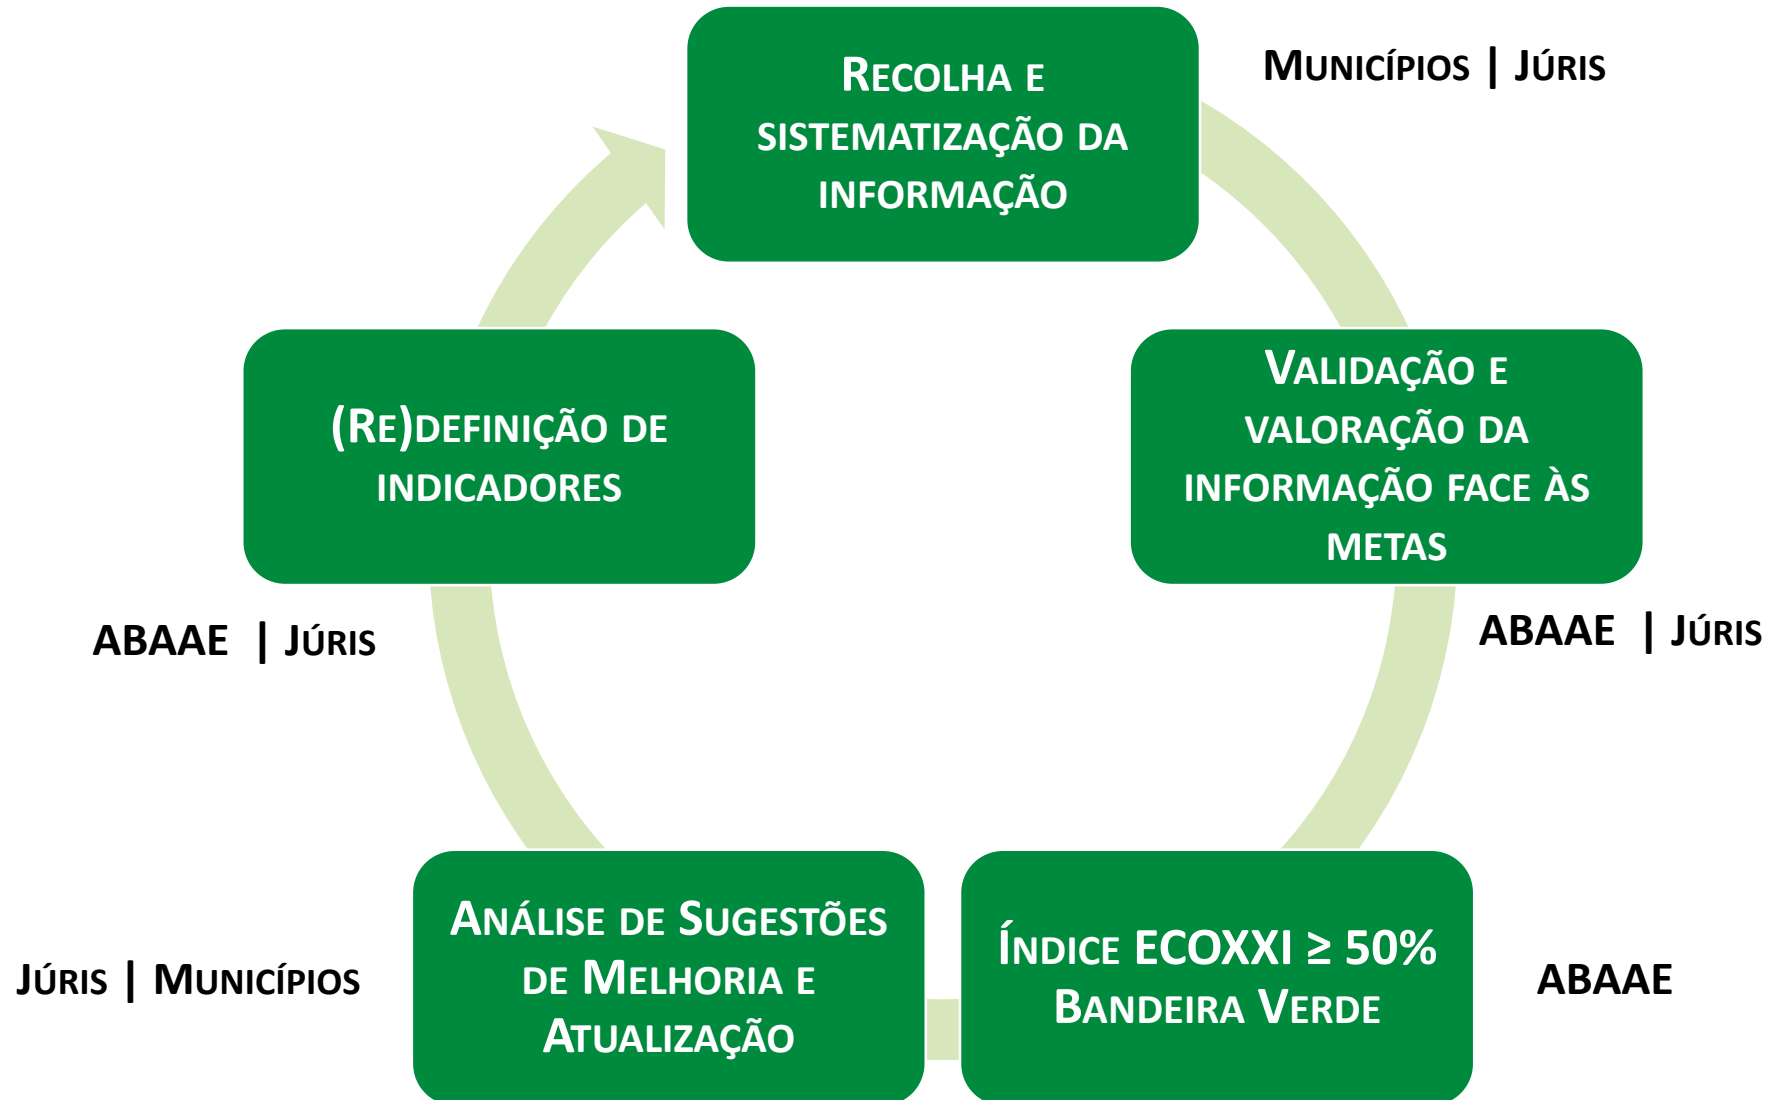 Recolha e
sistematização da
informação
Municípios | Júris
Validação e
valoração da
informação face às
metas
ABAAE | Júris
Índice ECOXXI ≥ 50%
Bandeira Verde
ABAAE
Análise de Sugestões
de Melhoria e
Atualização
Júris | Municípios
(Re)definição de
indicadores
ABAAE | Júris